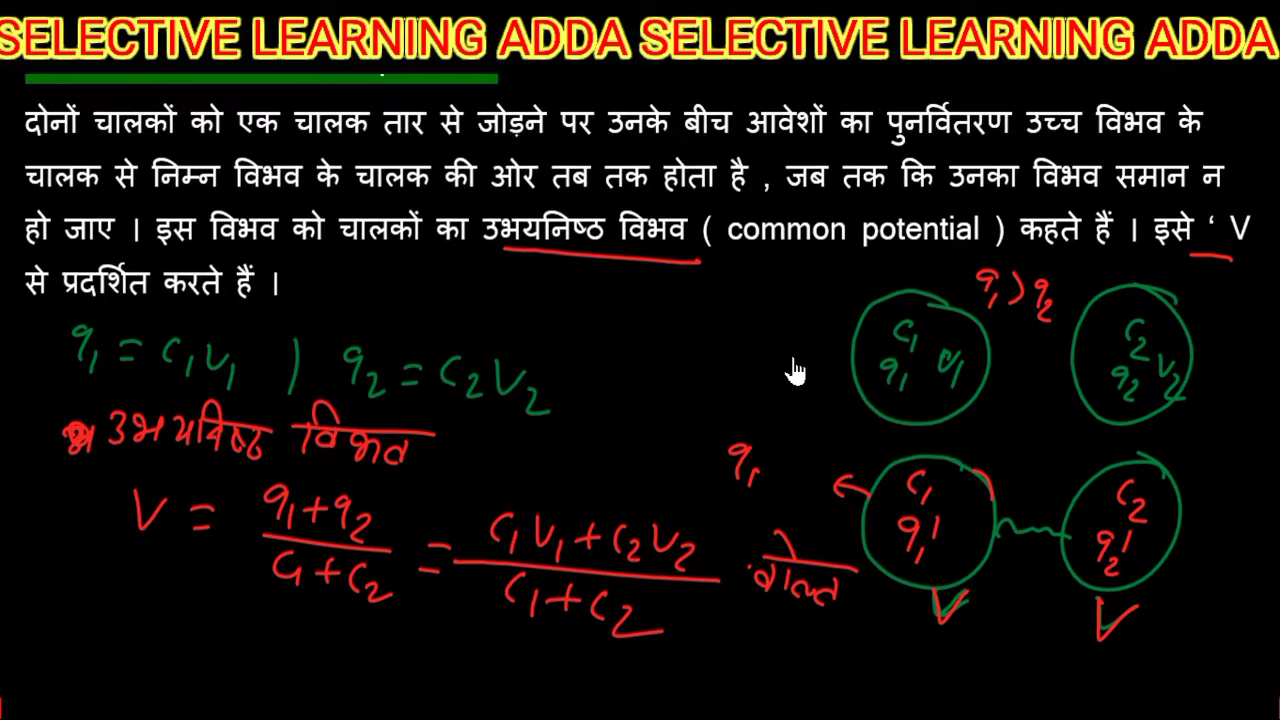 SELECTIVE LEARNING ADDA SELECTIVE LEARNING ADDA
दोनों चालकों को एक चालक तार से जोड़ने पर उनके बीच आवेशों का पुनर्वितरण उच्च विभव के
चालक से निम्न विभव के चालक की ओर तब तक होता है , जब तक कि उनका विभव समान न
हो जाए । इस विभव को चालकों का उभयनिष्ठ विभव ( common potential ) कहते हैं । इसे ‘ V
से प्रदर्शित करते हैं ।
q₁ > q₂
C₁ q₁ V₁
C₂ q₂ V₂
q₁ = C₁V₁ ) q₂ = C₂V₂
उभयनिष्ठ विभव
V = (q₁+q₂)/(C₁+C₂) = (C₁V₁+C₂V₂)/(C₁+C₂) वोल्ट
q₁
C₁ q₁' V
C₂ q₂' V